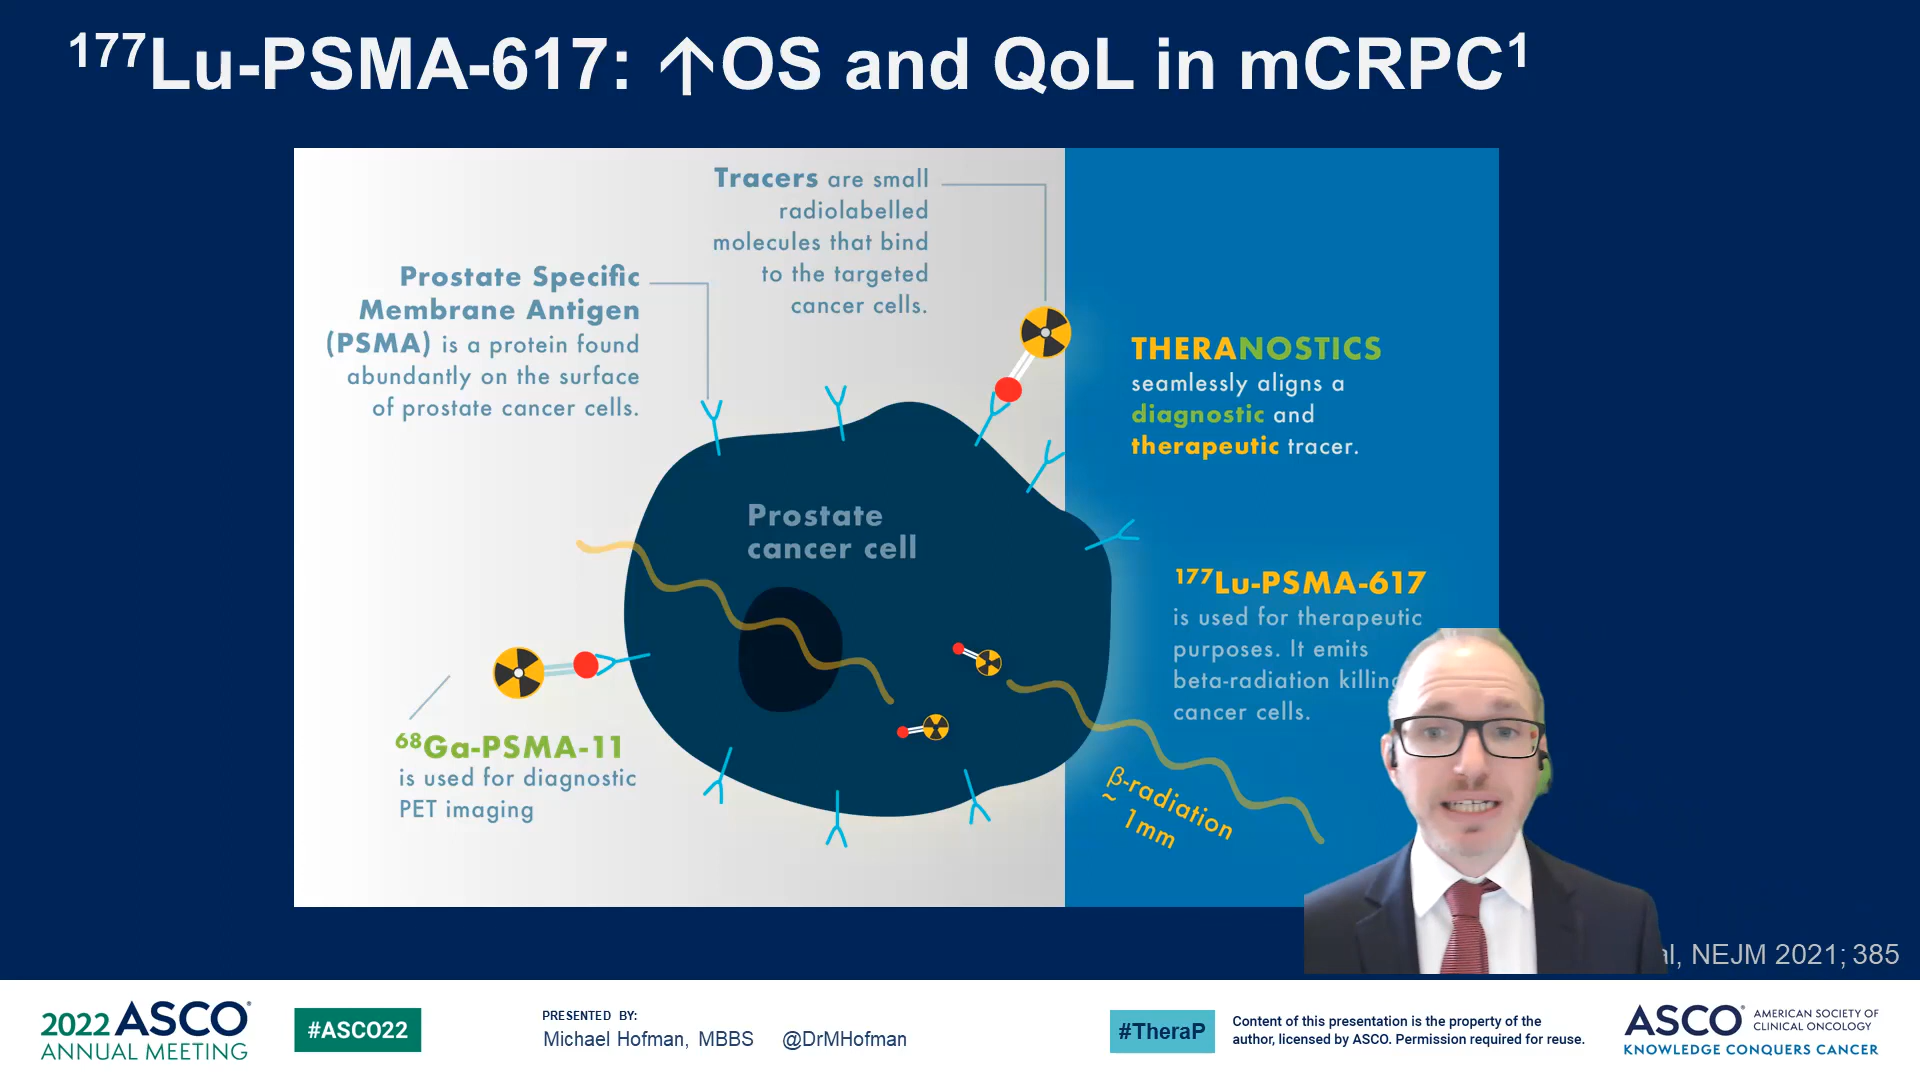 ¹⁷⁷Lu-PSMA-617: ↑OS and QoL in mCRPC¹
Tracers are small
radiolabelled
molecules that bind
to the targeted
cancer cells.
Prostate Specific
Membrane Antigen
(PSMA) is a protein found
abundantly on the surface
of prostate cancer cells.
THERANOSTICS
seamlessly aligns a
diagnostic and
therapeutic tracer.
Prostate
cancer cell
¹⁷⁷Lu-PSMA-617
is used for therapeutic
purposes. It emits
beta-radiation killing
cancer cells.
⁶⁸Ga-PSMA-11
is used for diagnostic
PET imaging
β-radiation
~ 1mm
al, NEJM 2021; 385
2022 ASCO®
ANNUAL MEETING
#ASCO22
PRESENTED BY:
Michael Hofman, MBBS @DrMHofman
#TheraP
Content of this presentation is the property of the
author, licensed by ASCO. Permission required for reuse.
ASCO® AMERICAN SOCIETY OF
CLINICAL ONCOLOGY
KNOWLEDGE CONQUERS CANCER